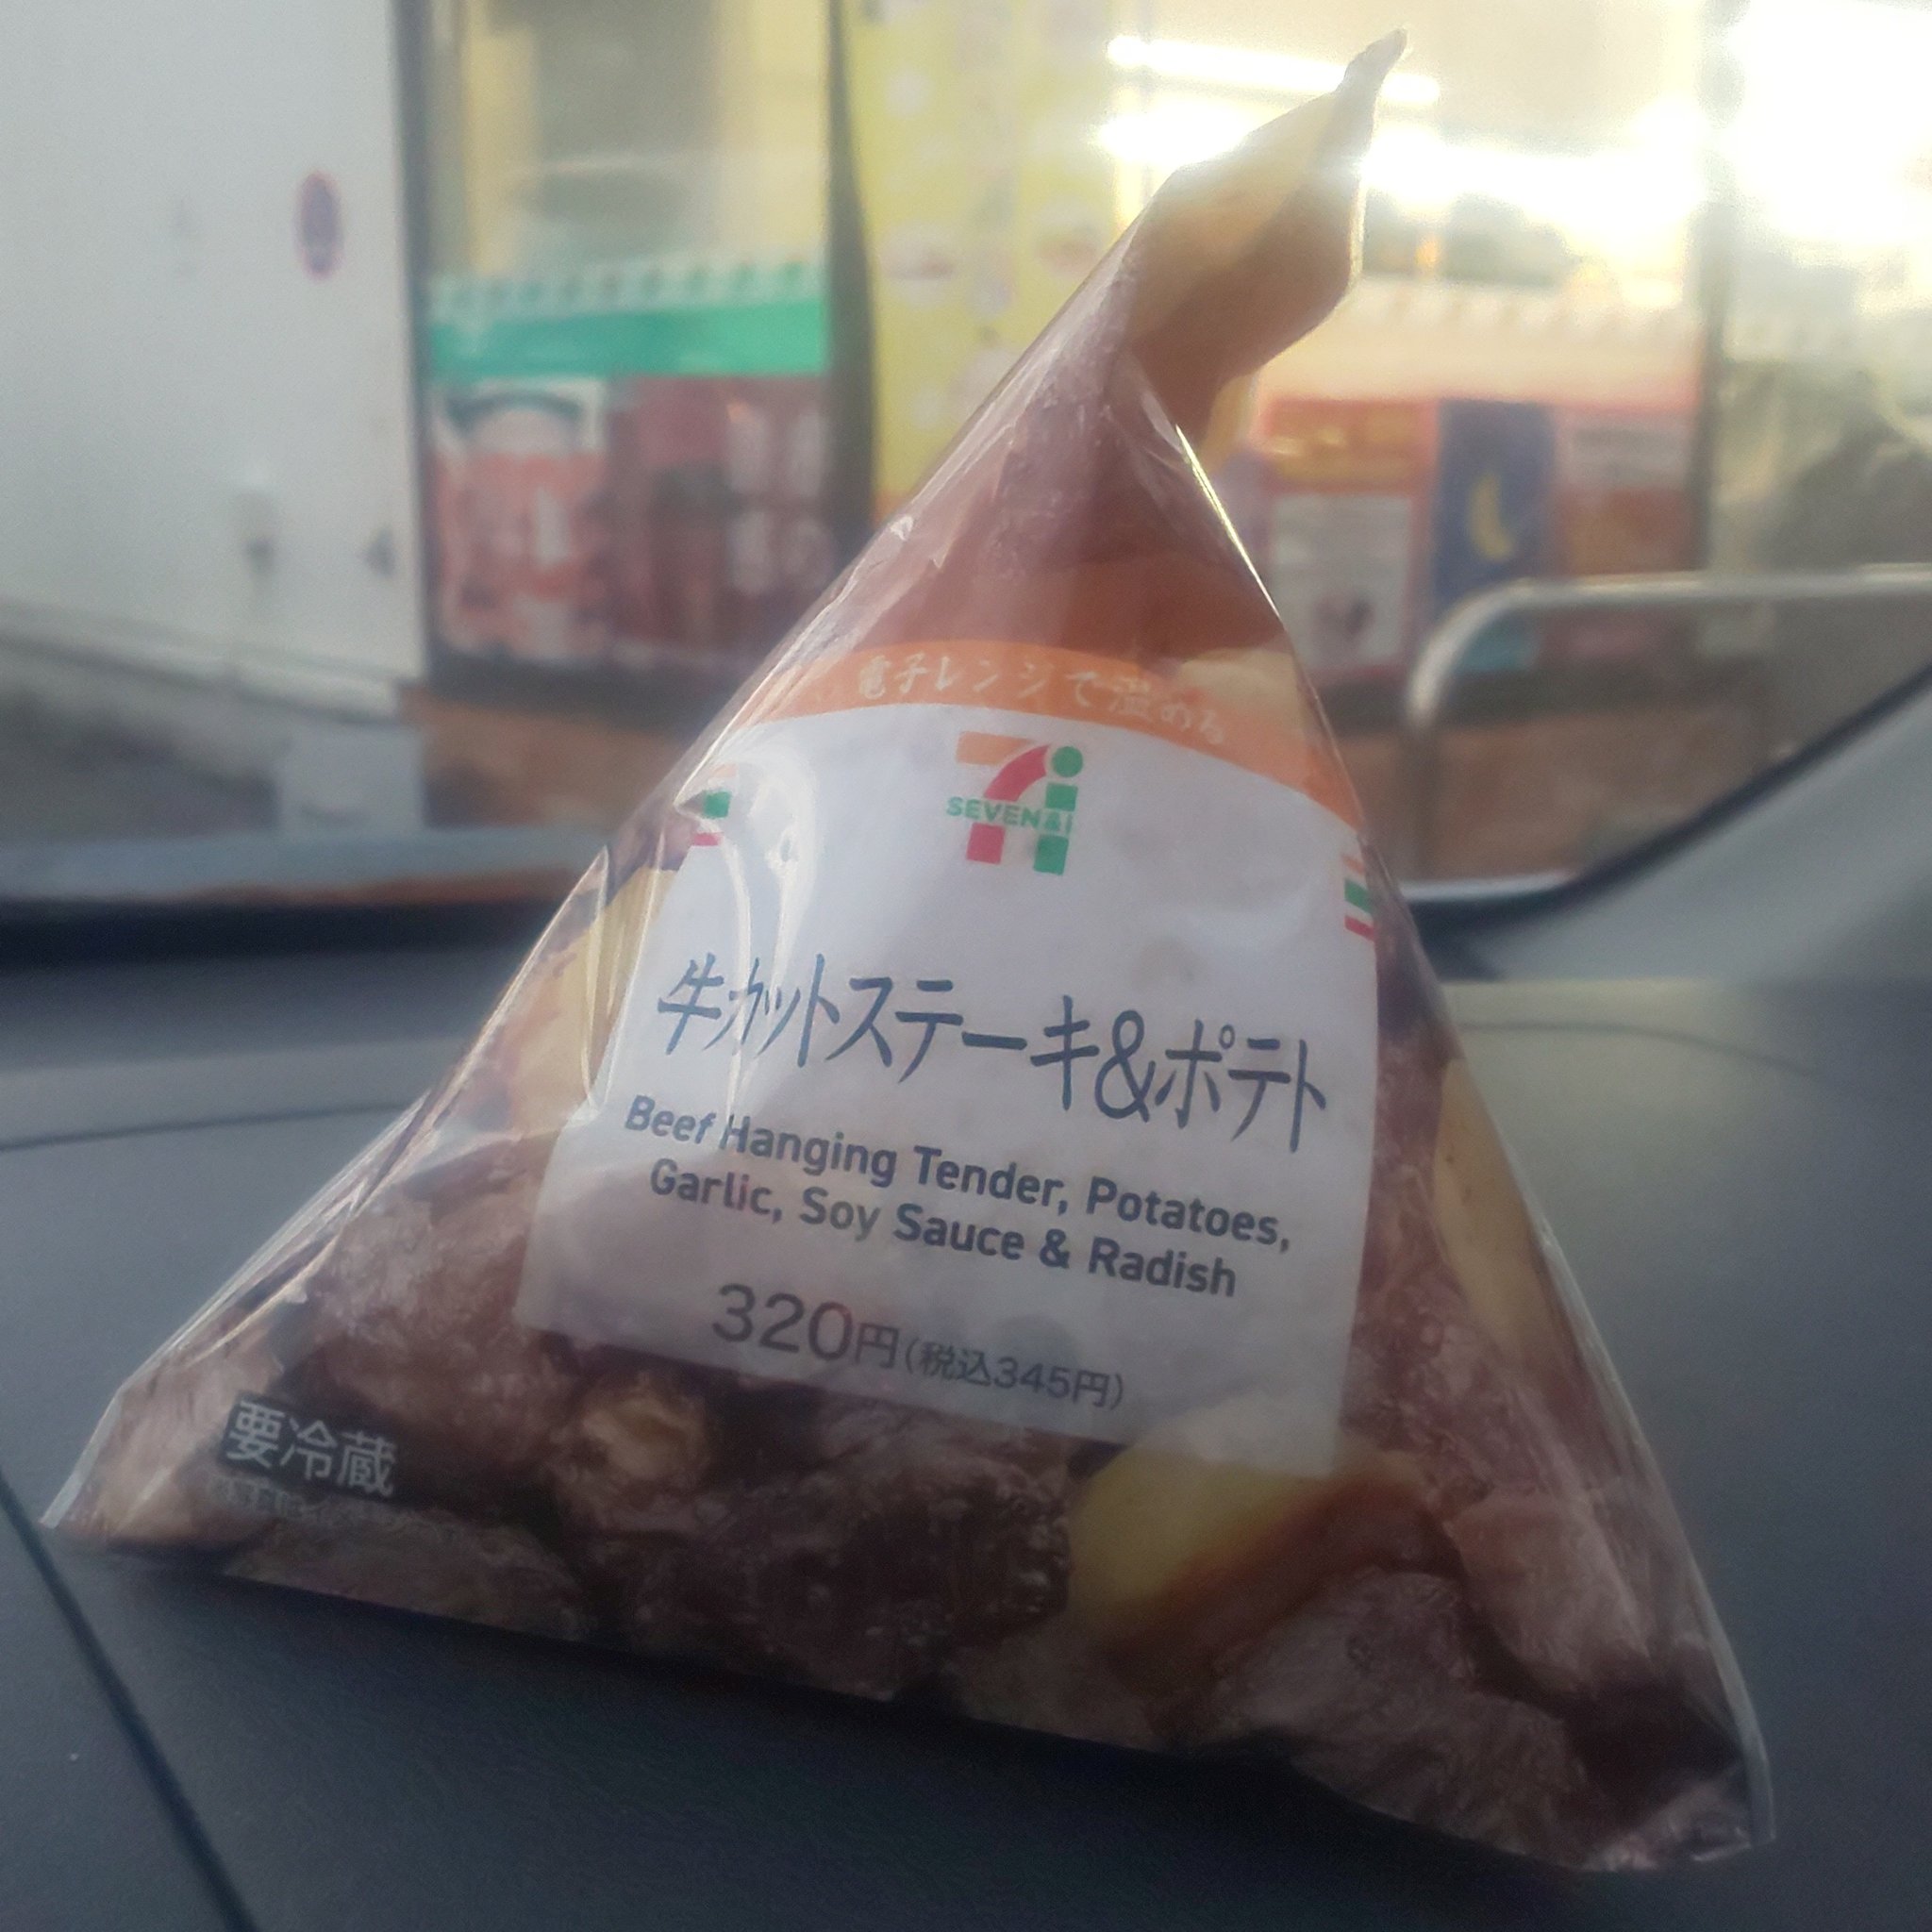 電子レンジで温める
SEVEN&i
牛カットステーキ&ポテト
Beef Hanging Tender, Potatoes,
Garlic, Soy Sauce & Radish
320円(税込345円)
要冷蔵